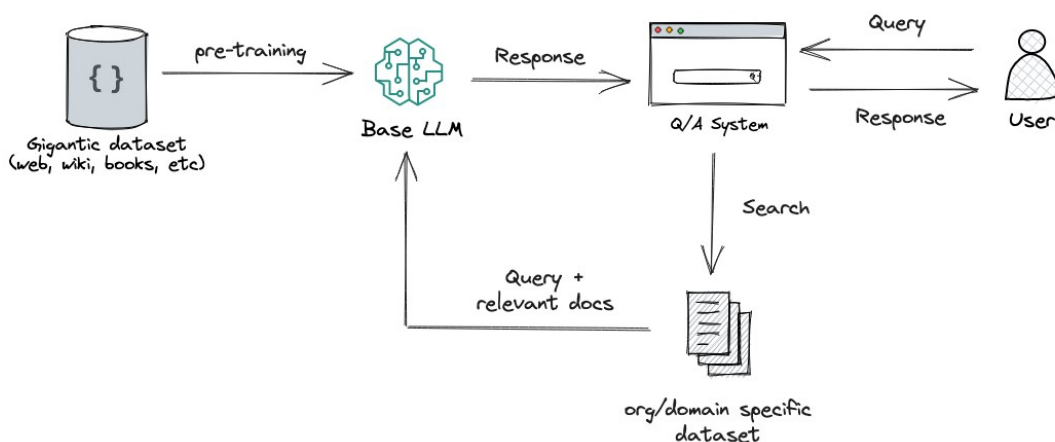 Query
pre-training
Response
{ }
Base LLM
Q/A System
Response
User
Gigantic dataset
(web, wiki, books, etc)
Search
Query +
relevant docs
org/domain specific
dataset